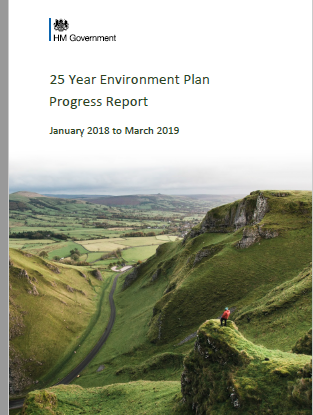 HM Government
25 Year Environment Plan
Progress Report
January 2018 to March 2019